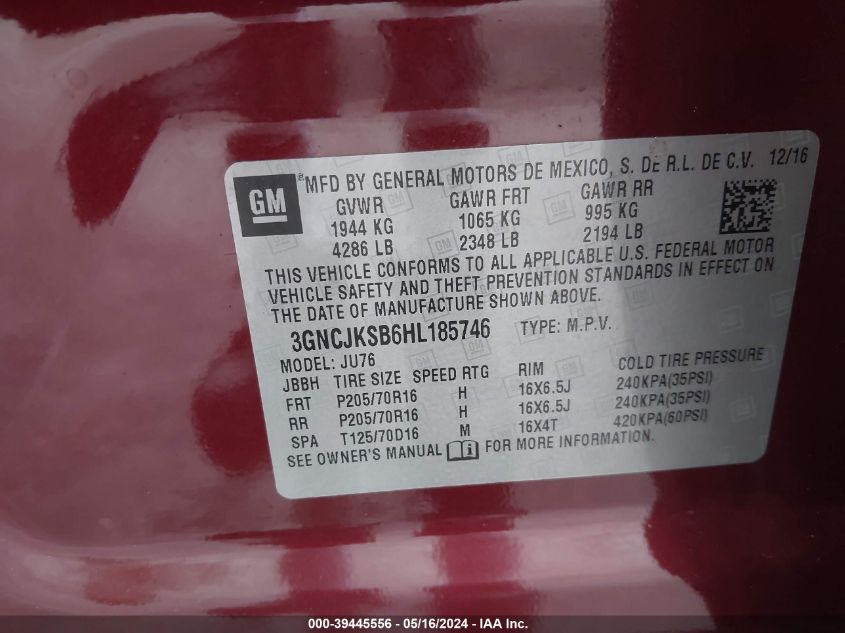 GM
®MFD BY GENERAL MOTORS DE MEXICO, S. DE R.L. DE C.V. 12/16
GVWR GAWR FRT GAWR RR
1944 KG 1065 KG 995 KG
4286 LB 2348 LB 2194 LB
THIS VEHICLE CONFORMS TO ALL APPLICABLE U.S. FEDERAL MOTOR
VEHICLE SAFETY AND THEFT PREVENTION STANDARDS IN EFFECT ON
THE DATE OF MANUFACTURE SHOWN ABOVE.
3GNCJKSB6HL185746 TYPE: M.P.V.
MODEL: JU76
JBBH TIRE SIZE SPEED RTG RIM COLD TIRE PRESSURE
FRT P205/70R16 H 16X6.5J 240KPA(35PSI)
RR P205/70R16 H 16X6.5J 240KPA(35PSI)
SPA T125/70D16 M 16X4T 420KPA(60PSI)
SEE OWNER'S MANUAL FOR MORE INFORMATION.
000-39445556 - 05/16/2024 - IAA Inc.